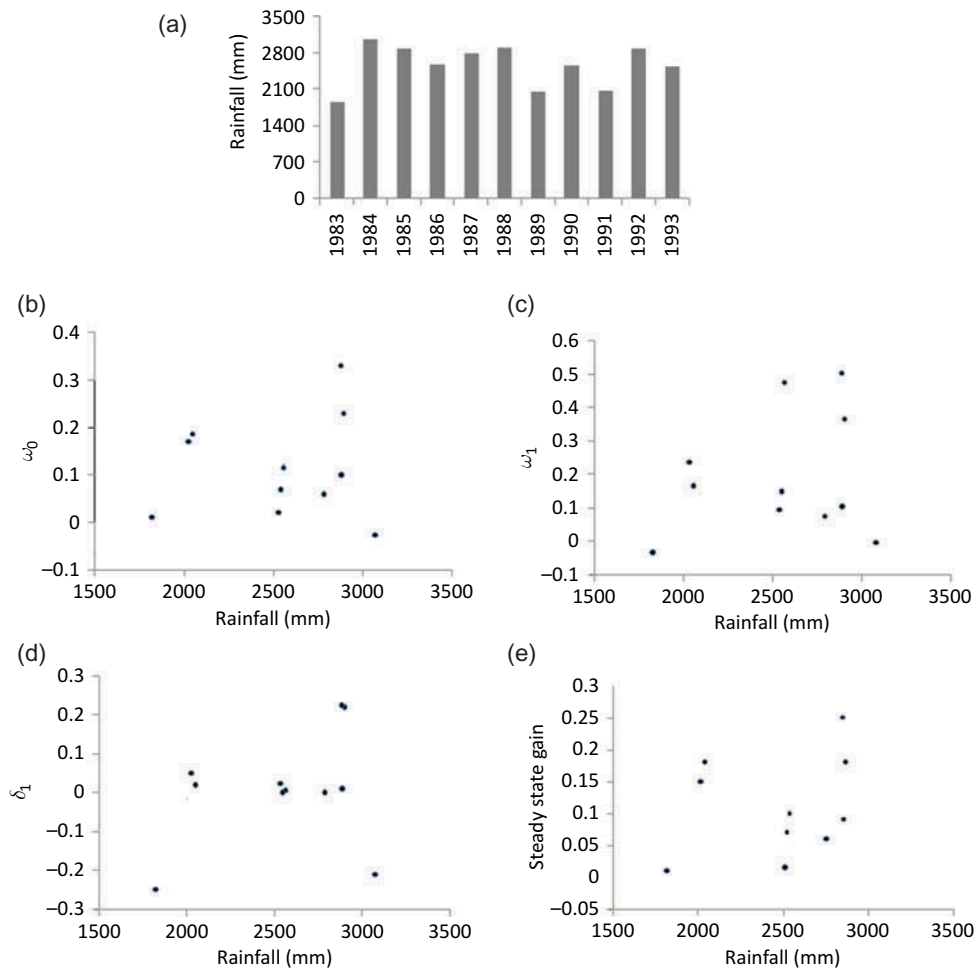 (a)
Rainfall (mm)
3500
2800
2100
1400
700
0
1983
1984
1985
1986
1987
1988
1989
1990
1991
1992
1993
(b)
ω0
0.4
0.3
0.2
0.1
0
–0.1
1500 2000 2500 3000 3500
Rainfall (mm)
(c)
ω1
0.6
0.5
0.4
0.3
0.2
0.1
0
–0.1
1500 2000 2500 3000 3500
Rainfall (mm)
(d)
δ1
0.3
0.2
0.1
0
–0.1
–0.2
–0.3
1500 2000 2500 3000 3500
Rainfall (mm)
(e)
Steady state gain
0.3
0.25
0.2
0.15
0.1
0.05
0
–0.05
1500 2000 2500 3000 3500
Rainfall (mm)